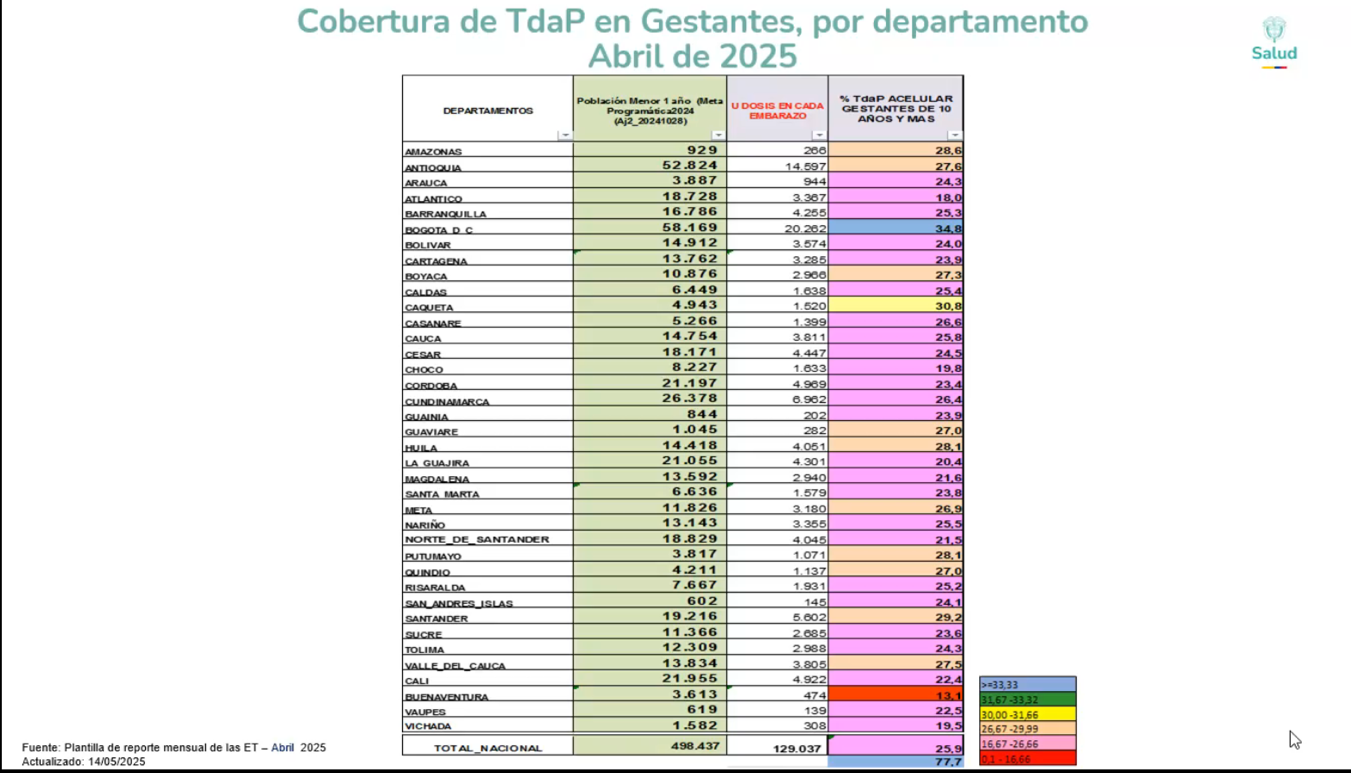 Cobertura de TdaP en Gestantes, por departamento
Abril de 2025
Salud
DEPARTAMENTOS
Población Menor 1 año (Meta
Programática2024
(Aj2_20241028)
U DOSIS EN CADA
EMBARAZO
% TdaP ACELULAR
GESTANTES DE 10
AÑOS Y MAS
AMAZONAS 929 266 28,6
ANTIOQUIA 52.824 14.597 27,6
ARAUCA 3.887 944 24,3
ATLANTICO 18.728 3.367 18,0
BARRANQUILLA 16.786 4.255 25,3
BOGOTA D C 58.169 20.262 34,8
BOLIVAR 14.912 3.574 24,0
CARTAGENA 13.762 3.285 23,9
BOYACA 10.876 2.966 27,3
CALDAS 6.449 1.638 25,4
CAQUETA 4.943 1.520 30,8
CASANARE 5.266 1.399 26,6
CAUCA 14.754 3.811 25,8
CESAR 18.171 4.447 24,5
CHOCO 8.227 1.633 19,8
CORDOBA 21.197 4.969 23,4
CUNDINAMARCA 26.378 6.962 26,4
GUAINIA 844 202 23,9
GUAVIARE 1.045 282 27,0
HUILA 14.418 4.051 28,1
LA GUAJIRA 21.055 4.301 20,4
MAGDALENA 13.592 2.940 21,6
SANTA MARTA 6.636 1.579 23,8
META 11.826 3.180 26,9
NARIÑO 13.143 3.355 25,5
NORTE_DE_SANTANDER 18.829 4.045 21,5
PUTUMAYO 3.817 1.071 28,1
QUINDIO 4.211 1.137 27,0
RISARALDA 7.667 1.931 25,2
SAN_ANDRES_ISLAS 602 145 24,1
SANTANDER 19.216 5.602 29,2
SUCRE 11.366 2.685 23,6
TOLIMA 12.309 2.988 24,3
VALLE_DEL_CAUCA 13.834 3.805 27,5
CALI 21.955 4.922 22,4
BUENAVENTURA 3.613 474 13,1
VAUPES 619 139 22,5
VICHADA 1.582 308 19,5
TOTAL_NACIONAL 498.437 129.037 25,9
77,7
>=33,33
31,67 -33,32
30,00 -31,66
26,67 -29,99
16,67 -26,66
0,1 - 16,66
Fuente: Plantilla de reporte mensual de las ET – Abril 2025
Actualizado: 14/05/2025